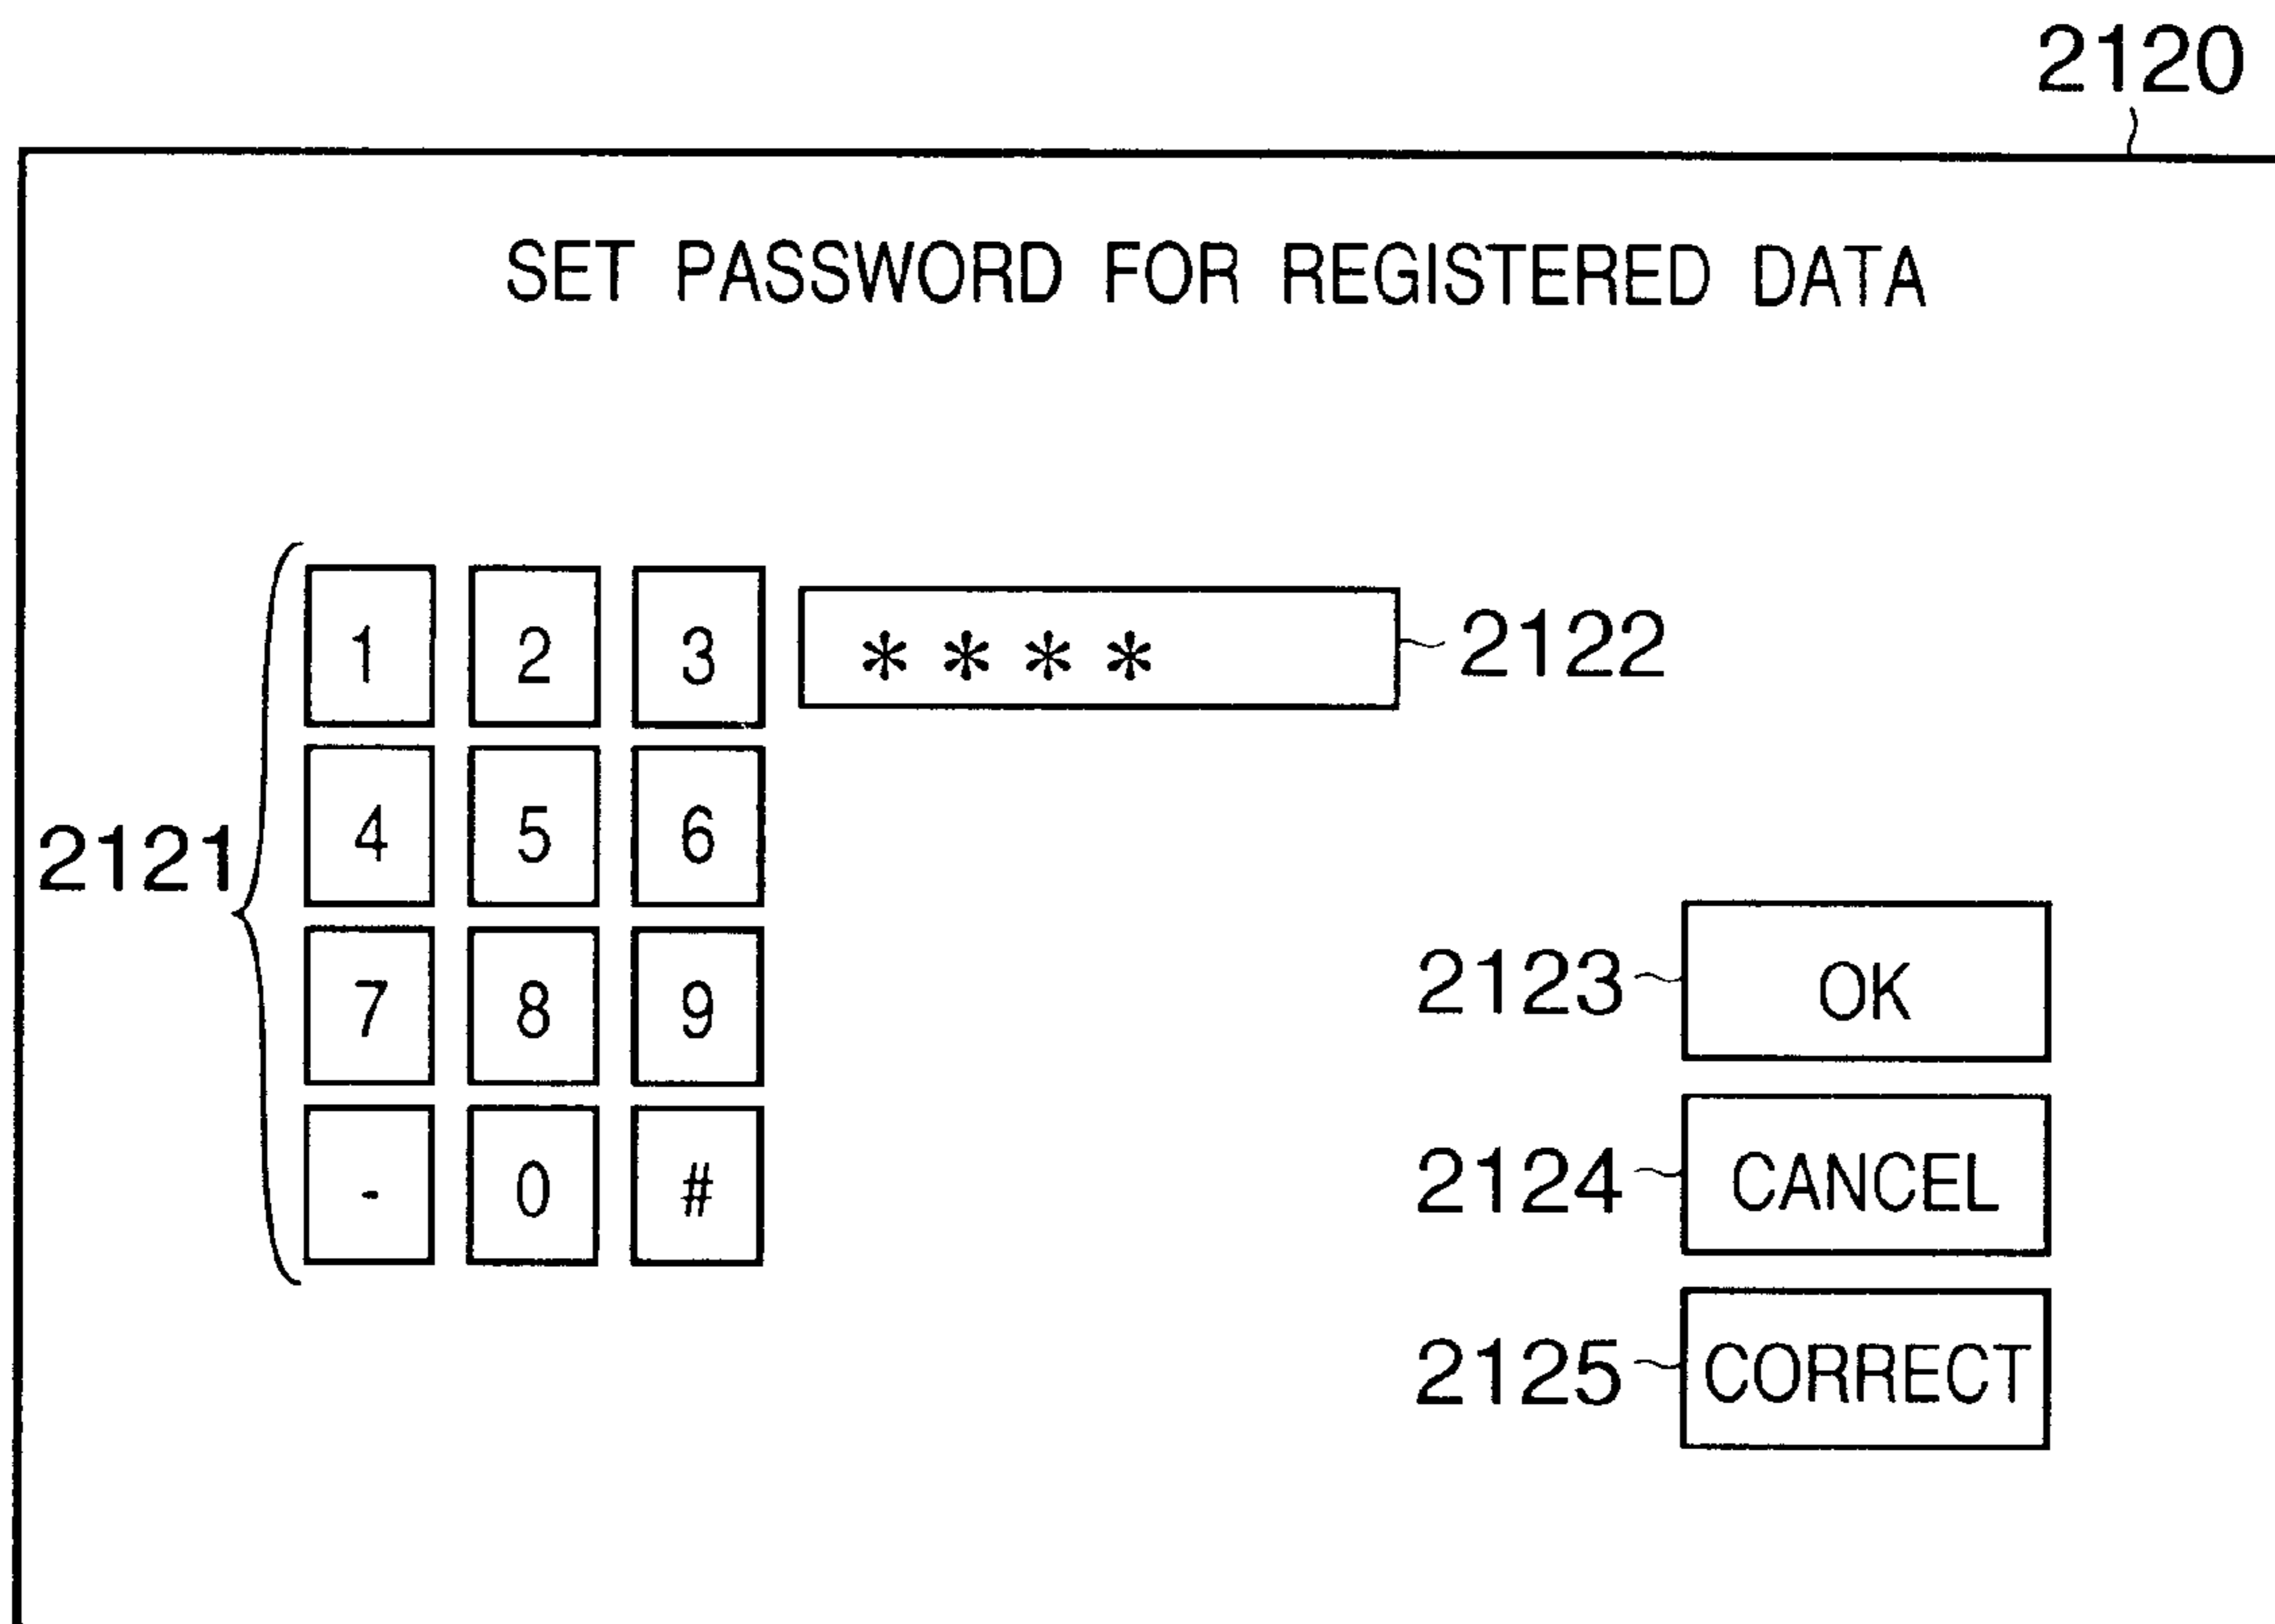 2120
SET PASSWORD FOR REGISTERED DATA
1 2 3 * * * * 2122
4 5 6
2121
7 8 9
2123 OK
- 0 #
2124 CANCEL
2125 CORRECT